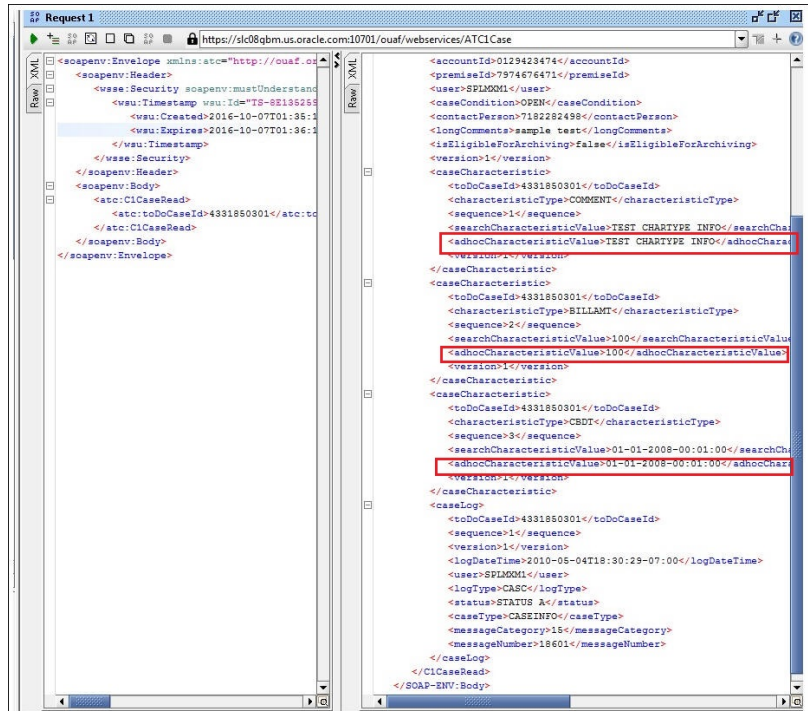 Request 1
https://slc08qbm.us.oracle.com:10701/ouaf/webservices/ATC1Case
XML
Raw
<soapenv:Envelope xmlns:atc="http://ouaf.or
<soapenv:Header>
<wsse:Security soapenv:mustUnderstand
<wsu:Timestamp wsu:Id="TS-8E135259
<wsu:Created>2016-10-07T01:35:1
<wsu:Expires>2016-10-07T01:36:1
</wsu:Timestamp>
</wsse:Security>
</soapenv:Header>
<soapenv:Body>
<atc:C1CaseRead>
<atc:toDoCaseId>4331850301</atc:to
</atc:C1CaseRead>
</soapenv:Body>
</soapenv:Envelope>
XML
Raw
<accountId>0129423474</accountId>
<premiseId>7974676471</premiseId>
<user>SPLMXM1</user>
<caseCondition>OPEN</caseCondition>
<contactPerson>7182282498</contactPerson>
<longComments>sample test</longComments>
<isEligibleForArchiving>false</isEligibleForArchiving>
<version>1</version>
<caseCharacteristic>
<toDoCaseId>4331850301</toDoCaseId>
<characteristicType>COMMENT</characteristicType>
<sequence>1</sequence>
<searchCharacteristicValue>TEST CHARTYPE INFO</searchChar
<adhocCharacteristicValue>TEST CHARTYPE INFO</adhocCharac
<version>1</version>
</caseCharacteristic>
<caseCharacteristic>
<toDoCaseId>4331850301</toDoCaseId>
<characteristicType>BILLAMT</characteristicType>
<sequence>2</sequence>
<searchCharacteristicValue>100</searchCharacteristicValue
<adhocCharacteristicValue>100</adhocCharacteristicValue>
<version>1</version>
</caseCharacteristic>
<caseCharacteristic>
<toDoCaseId>4331850301</toDoCaseId>
<characteristicType>CBDT</characteristicType>
<sequence>3</sequence>
<searchCharacteristicValue>01-01-2008-00:01:00</searchCha
<adhocCharacteristicValue>01-01-2008-00:01:00</adhocChara
<version>1</version>
</caseCharacteristic>
<caseLog>
<toDoCaseId>4331850301</toDoCaseId>
<sequence>1</sequence>
<version>1</version>
<logDateTime>2010-05-04T18:30:29-07:00</logDateTime>
<user>SPLMXM1</user>
<logType>CASC</logType>
<status>STATUS A</status>
<caseType>CASEINFO</caseType>
<messageCategory>15</messageCategory>
<messageNumber>18601</messageNumber>
</caseLog>
</C1CaseRead>
</SOAP-ENV:Body>